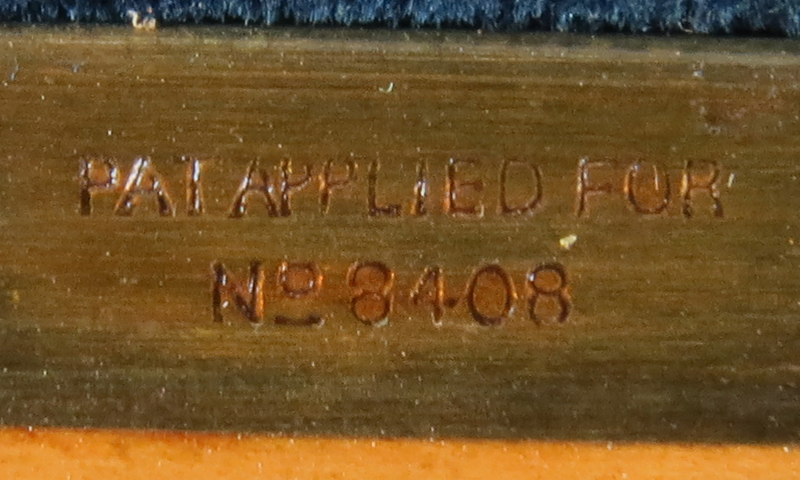 PAT APPLIED FOR
Nº 8408